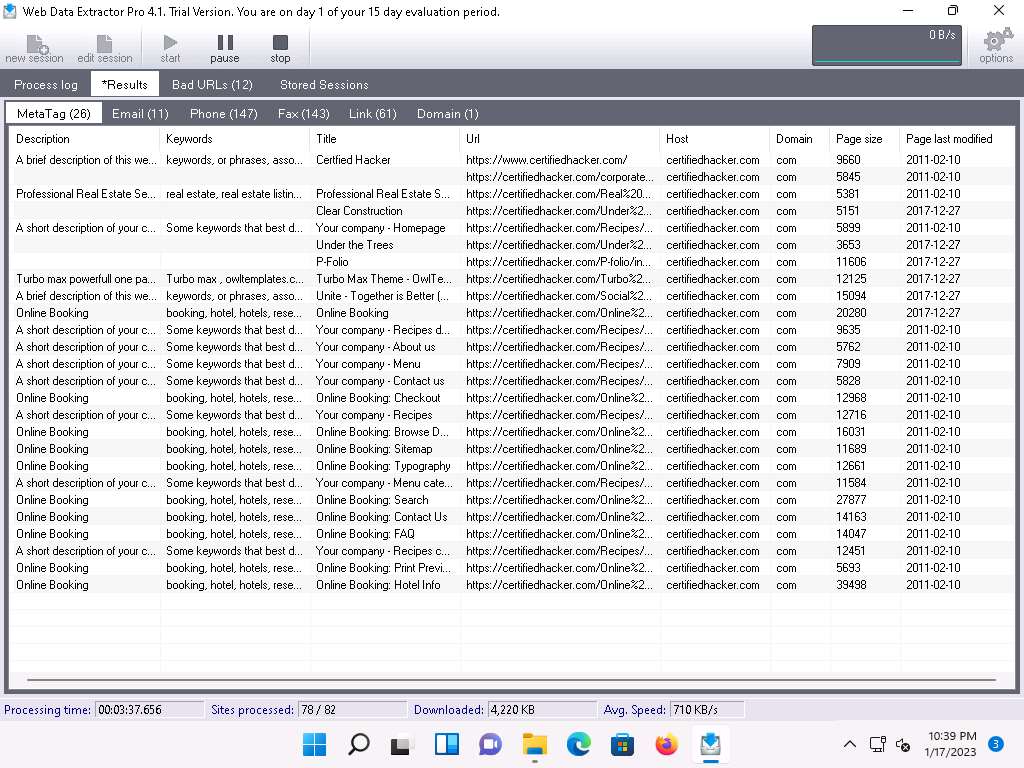 Web Data Extractor Pro 4.1. Trial Version. You are on day 1 of your 15 day evaluation period.
new session edit session start pause stop 0 B/s options
Process log *Results Bad URLs (12) Stored Sessions
MetaTag (26) Email (11) Phone (147) Fax (143) Link (61) Domain (1)
Description Keywords Title Url Host Domain Page size Page last modified
A brief description of this we... keywords, or phrases, asso... Certfied Hacker https://www.certifiedhacker.com/ certifiedhacker.com com 9660 2011-02-10
https://certifiedhacker.com/corporate... certifiedhacker.com com 5845 2011-02-10
Professional Real Estate Se... real estate, real estate listin... Professional Real Estate S... https://certifiedhacker.com/Real%20... certifiedhacker.com com 5381 2011-02-10
Clear Construction https://certifiedhacker.com/Under%2... certifiedhacker.com com 5151 2017-12-27
A short description of your c... Some keywords that best d... Your company - Homepage https://certifiedhacker.com/Recipes/... certifiedhacker.com com 5899 2011-02-10
Under the Trees https://certifiedhacker.com/Under%2... certifiedhacker.com com 3653 2017-12-27
P-Folio https://certifiedhacker.com/P-folio/in... certifiedhacker.com com 11606 2017-12-27
Turbo max powerfull one pa... Turbo max , owltemplates.c... Turbo Max Theme - OwlTe... https://certifiedhacker.com/Turbo%2... certifiedhacker.com com 12125 2017-12-27
A brief description of this we... keywords, or phrases, asso... Unite - Together is Better (... https://certifiedhacker.com/Social%2... certifiedhacker.com com 15094 2017-12-27
Online Booking booking, hotel, hotels, rese... Online Booking https://certifiedhacker.com/Online%2... certifiedhacker.com com 20280 2017-12-27
A short description of your c... Some keywords that best d... Your company - Recipes d... https://certifiedhacker.com/Recipes/... certifiedhacker.com com 9635 2011-02-10
A short description of your c... Some keywords that best d... Your company - About us https://certifiedhacker.com/Recipes/... certifiedhacker.com com 5762 2011-02-10
A short description of your c... Some keywords that best d... Your company - Menu https://certifiedhacker.com/Recipes/... certifiedhacker.com com 7909 2011-02-10
A short description of your c... Some keywords that best d... Your company - Contact us https://certifiedhacker.com/Recipes/... certifiedhacker.com com 5828 2011-02-10
Online Booking booking, hotel, hotels, rese... Online Booking: Checkout https://certifiedhacker.com/Online%2... certifiedhacker.com com 12968 2011-02-10
A short description of your c... Some keywords that best d... Your company - Recipes https://certifiedhacker.com/Recipes/... certifiedhacker.com com 12716 2011-02-10
Online Booking booking, hotel, hotels, rese... Online Booking: Browse D... https://certifiedhacker.com/Online%2... certifiedhacker.com com 16031 2011-02-10
Online Booking booking, hotel, hotels, rese... Online Booking: Sitemap https://certifiedhacker.com/Online%2... certifiedhacker.com com 11689 2011-02-10
Online Booking booking, hotel, hotels, rese... Online Booking: Typography https://certifiedhacker.com/Online%2... certifiedhacker.com com 12661 2011-02-10
A short description of your c... Some keywords that best d... Your company - Menu cate... https://certifiedhacker.com/Recipes/... certifiedhacker.com com 11584 2011-02-10
Online Booking booking, hotel, hotels, rese... Online Booking: Search https://certifiedhacker.com/Online%2... certifiedhacker.com com 27877 2011-02-10
Online Booking booking, hotel, hotels, rese... Online Booking: Contact Us https://certifiedhacker.com/Online%2... certifiedhacker.com com 14163 2011-02-10
Online Booking booking, hotel, hotels, rese... Online Booking: FAQ https://certifiedhacker.com/Online%2... certifiedhacker.com com 14047 2011-02-10
A short description of your c... Some keywords that best d... Your company - Recipes c... https://certifiedhacker.com/Recipes/... certifiedhacker.com com 12451 2011-02-10
Online Booking booking, hotel, hotels, rese... Online Booking: Print Previ... https://certifiedhacker.com/Online%2... certifiedhacker.com com 5693 2011-02-10
Online Booking booking, hotel, hotels, rese... Online Booking: Hotel Info https://certifiedhacker.com/Online%2... certifiedhacker.com com 39498 2011-02-10
Processing time: 00:03:37.656 Sites processed: 78 / 82 Downloaded: 4,220 KB Avg. Speed: 710 KB/s
10:39 PM
1/17/2023 3